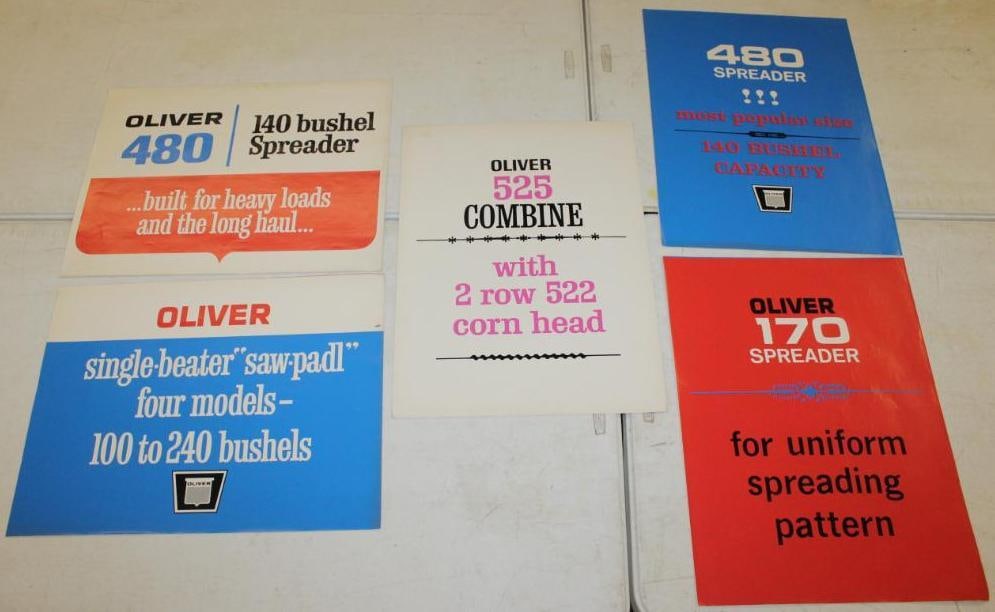 OLIVER
480
140 bushel
Spreader
...built for heavy loads
and the long haul...
OLIVER
single-beater "saw-padl"
four models-
100 to 240 bushels
OLIVER
OLIVER
525
COMBINE
with
2 row 522
corn head
480
SPREADER
!!!
most popular size
140 BUSHEL
CAPACITY
OLIVER
OLIVER
170
SPREADER
for uniform
spreading
pattern